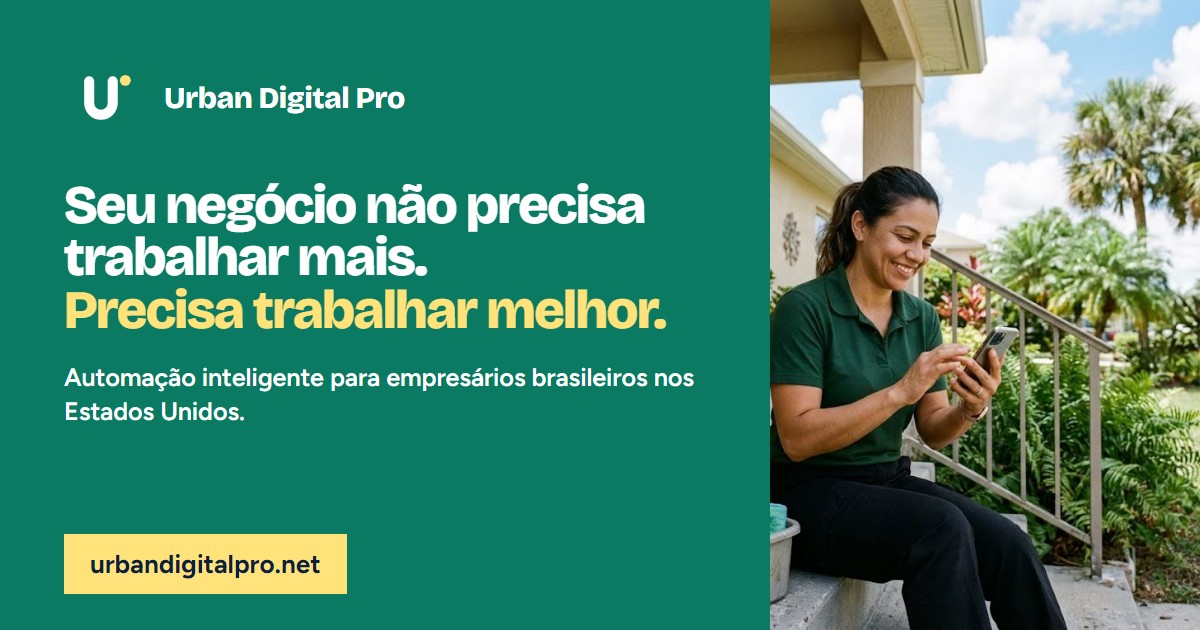 Urban Digital Pro
Seu negócio não precisa
trabalhar mais.
Precisa trabalhar melhor.
Automação inteligente para empresários brasileiros nos
Estados Unidos.
urbandigitalpro.net